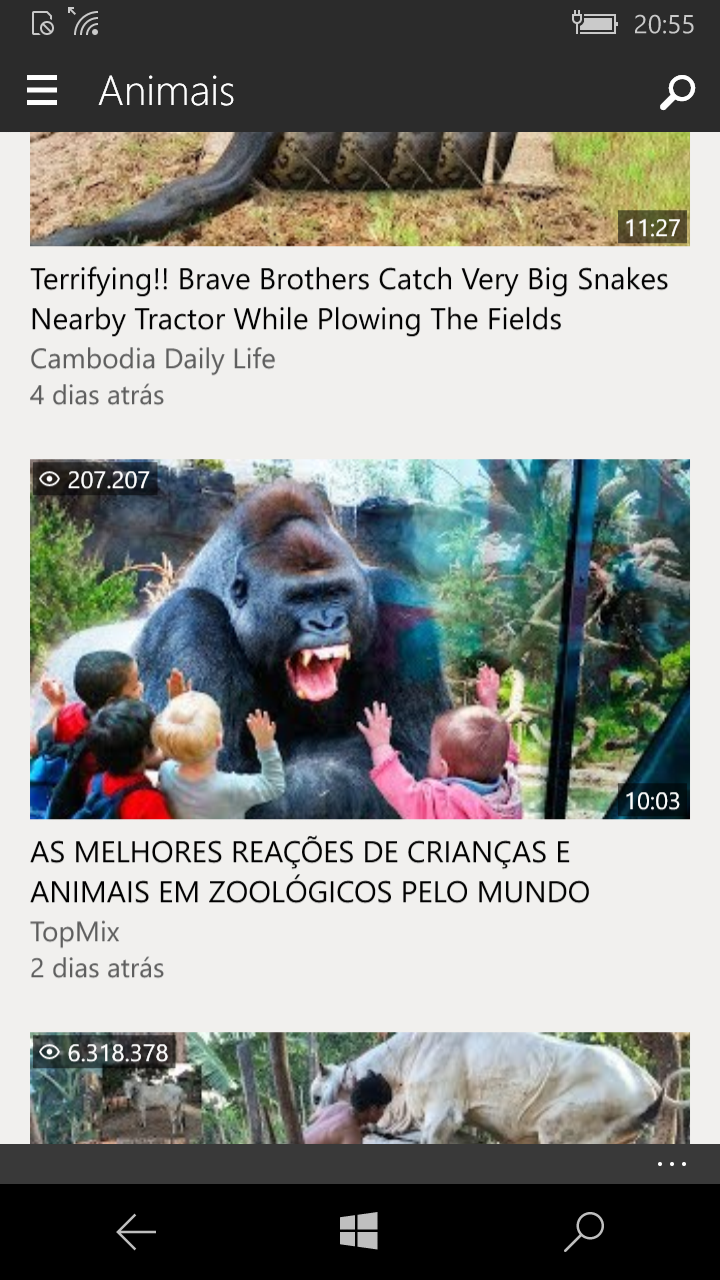 20:55
Animais
11:27
Terrifying!! Brave Brothers Catch Very Big Snakes
Nearby Tractor While Plowing The Fields
Cambodia Daily Life
4 dias atrás
207.207
10:03
AS MELHORES REAÇÕES DE CRIANÇAS E
ANIMAIS EM ZOOLÓGICOS PELO MUNDO
TopMix
2 dias atrás
6.318.378